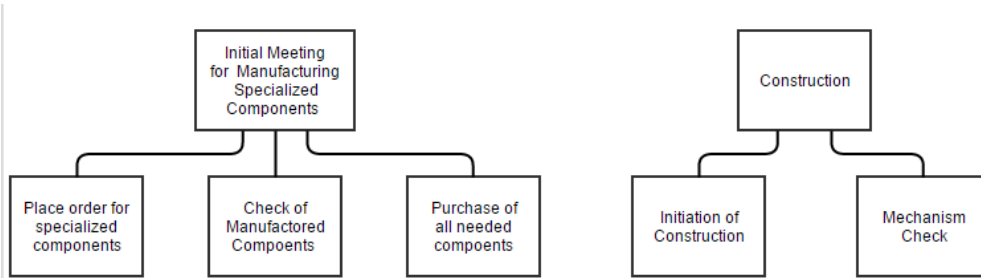 Initial Meeting
for Manufacturing
Specialized
Components
Construction
Place order for
specialized
components
Check of
Manufactored
Compoents
Purchase of
all needed
compoents
Initiation of
Construction
Mechanism
Check